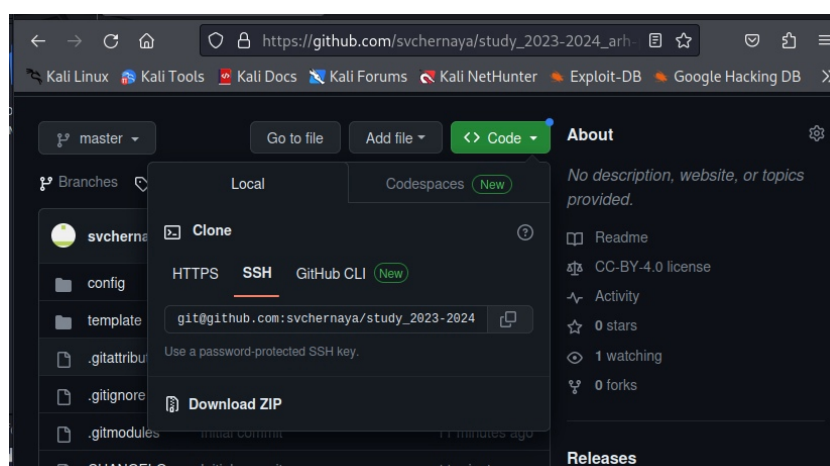 https://github.com/svchernaya/study_2023-2024_arh-
Kali Linux Kali Tools Kali Docs Kali Forums Kali NetHunter Exploit-DB Google Hacking DB
master Go to file Add file <> Code About
Branches Local Codespaces New No description, website, or topics
provided.
svcherna Clone Readme
HTTPS SSH GitHub CLI New CC-BY-4.0 license
config Activity
template git@github.com:svchernaya/study_2023-2024 0 stars
.gitattribu Use a password-protected SSH key. 1 watching
.gitignore Download ZIP 0 forks
.gitmodules Initial commit 11 minutes ago
Releases